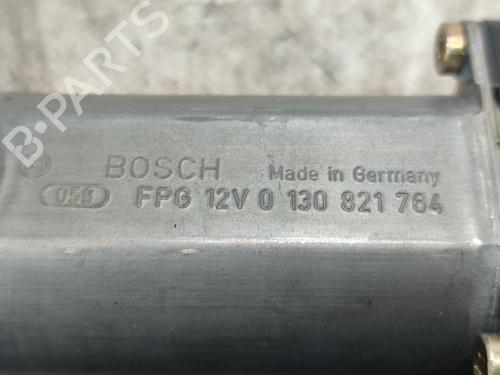 B-PARTS
BOSCH Made in Germany
FPG 12V 0 130 821 764